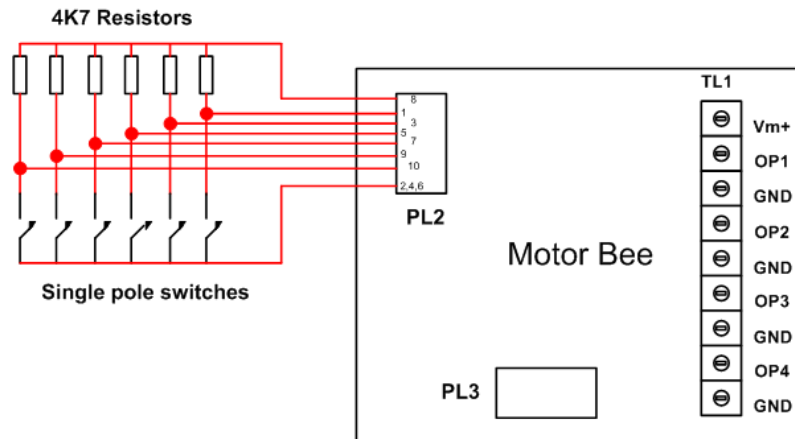 4K7 Resistors
8
1
3
5
7
9
10
2,4,6
PL2
Single pole switches
Motor Bee
PL3
TL1
Vm+
OP1
GND
OP2
GND
OP3
GND
OP4
GND